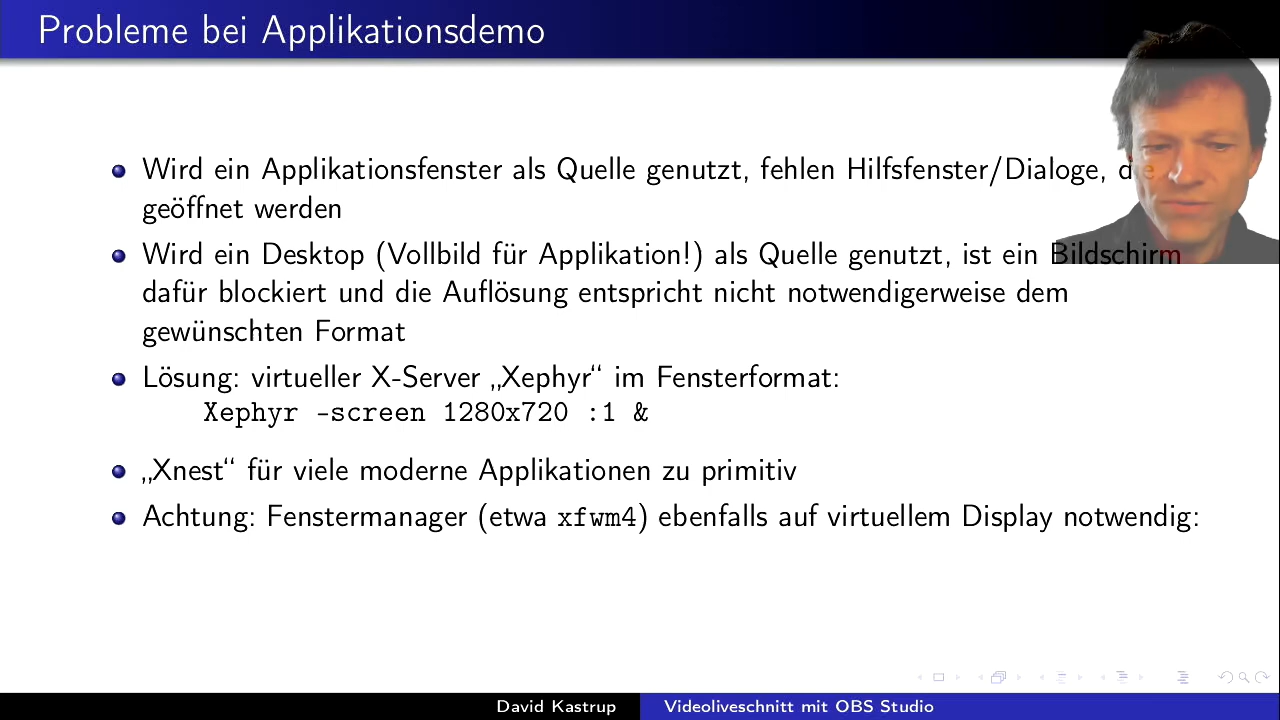 Probleme bei Applikationsdemo
Wird ein Applikationsfenster als Quelle genutzt, fehlen Hilfsfenster/Dialoge, die
geöffnet werden
Wird ein Desktop (Vollbild für Applikation!) als Quelle genutzt, ist ein Bildschirm
dafür blockiert und die Auflösung entspricht nicht notwendigerweise dem
gewünschten Format
Lösung: virtueller X-Server „Xephyr“ im Fensterformat:
Xephyr -screen 1280x720 :1 &
„Xnest“ für viele moderne Applikationen zu primitiv
Achtung: Fenstermanager (etwa xfwm4) ebenfalls auf virtuellem Display notwendig:
David Kastrup
Videoliveschnitt mit OBS Studio